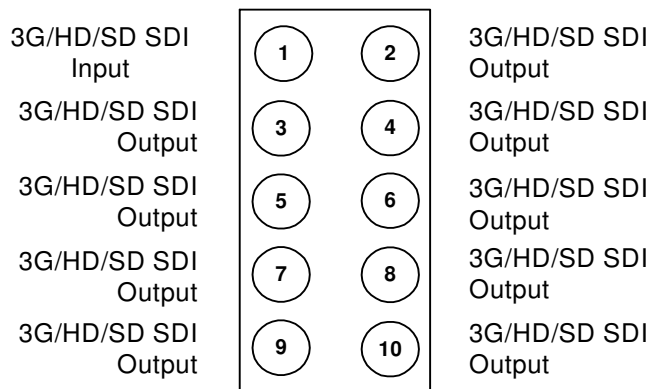 3G/HD/SD SDI
Input
1
2
3G/HD/SD SDI
Output
3G/HD/SD SDI
Output
3
4
3G/HD/SD SDI
Output
3G/HD/SD SDI
Output
5
6
3G/HD/SD SDI
Output
3G/HD/SD SDI
Output
7
8
3G/HD/SD SDI
Output
3G/HD/SD SDI
Output
9
10
3G/HD/SD SDI
Output